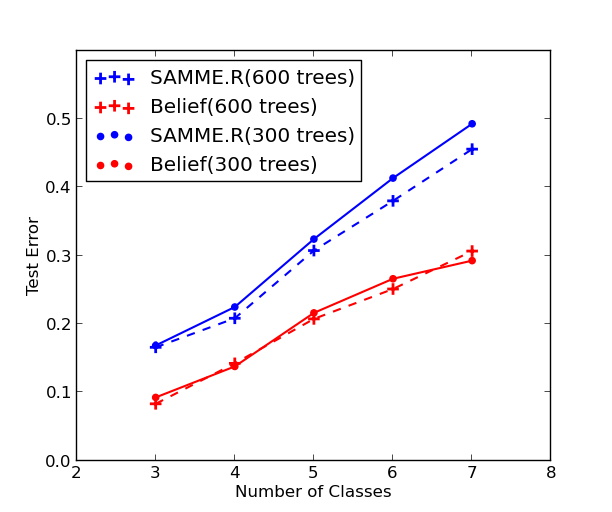 SAMME.R(600 trees)
Belief(600 trees)
SAMME.R(300 trees)
Belief(300 trees)
0.5
0.4
0.3
0.2
0.1
0.0
Test Error
2 3 4 5 6 7 8
Number of Classes